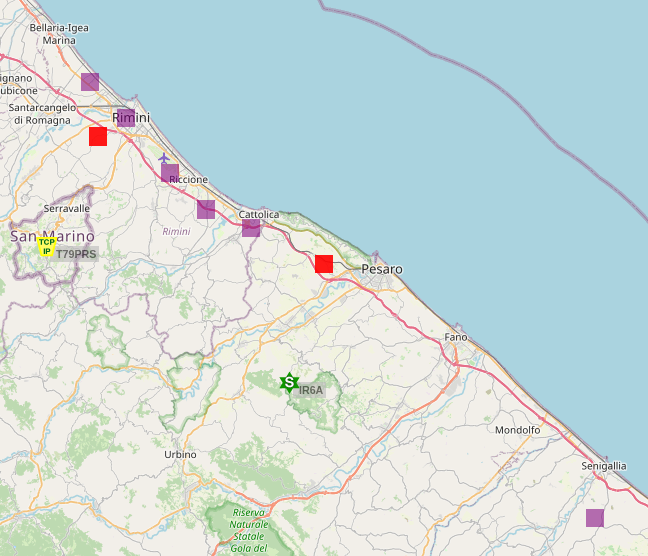 Bellaria-Igea
Marina
ignano
ubicone
Santarcangelo
di Romagna
Rimini
Riccione
Serravalle
Cattolica
San Marino
Rimini
TCP
IP
T79PRS
Pesaro
Fano
S
IR6A
Mondolfo
Urbino
Senigallia
Riserva
Naturale
Statale
Gola del